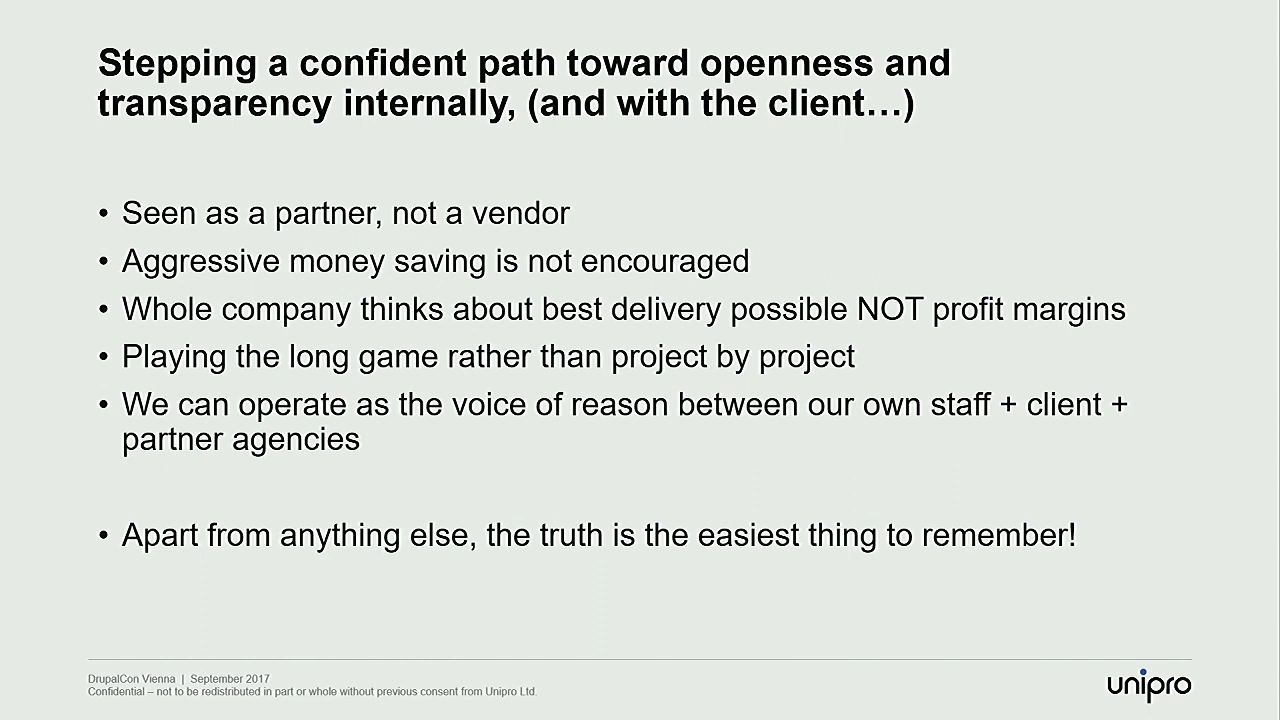 Stepping a confident path toward openness and
transparency internally, (and with the client…)
• Seen as a partner, not a vendor
• Aggressive money saving is not encouraged
• Whole company thinks about best delivery possible NOT profit margins
• Playing the long game rather than project by project
• We can operate as the voice of reason between our own staff + client +
partner agencies
• Apart from anything else, the truth is the easiest thing to remember!
DrupalCon Vienna | September 2017
Confidential – not to be redistributed in part or whole without previous consent from Unipro Ltd.
unipro